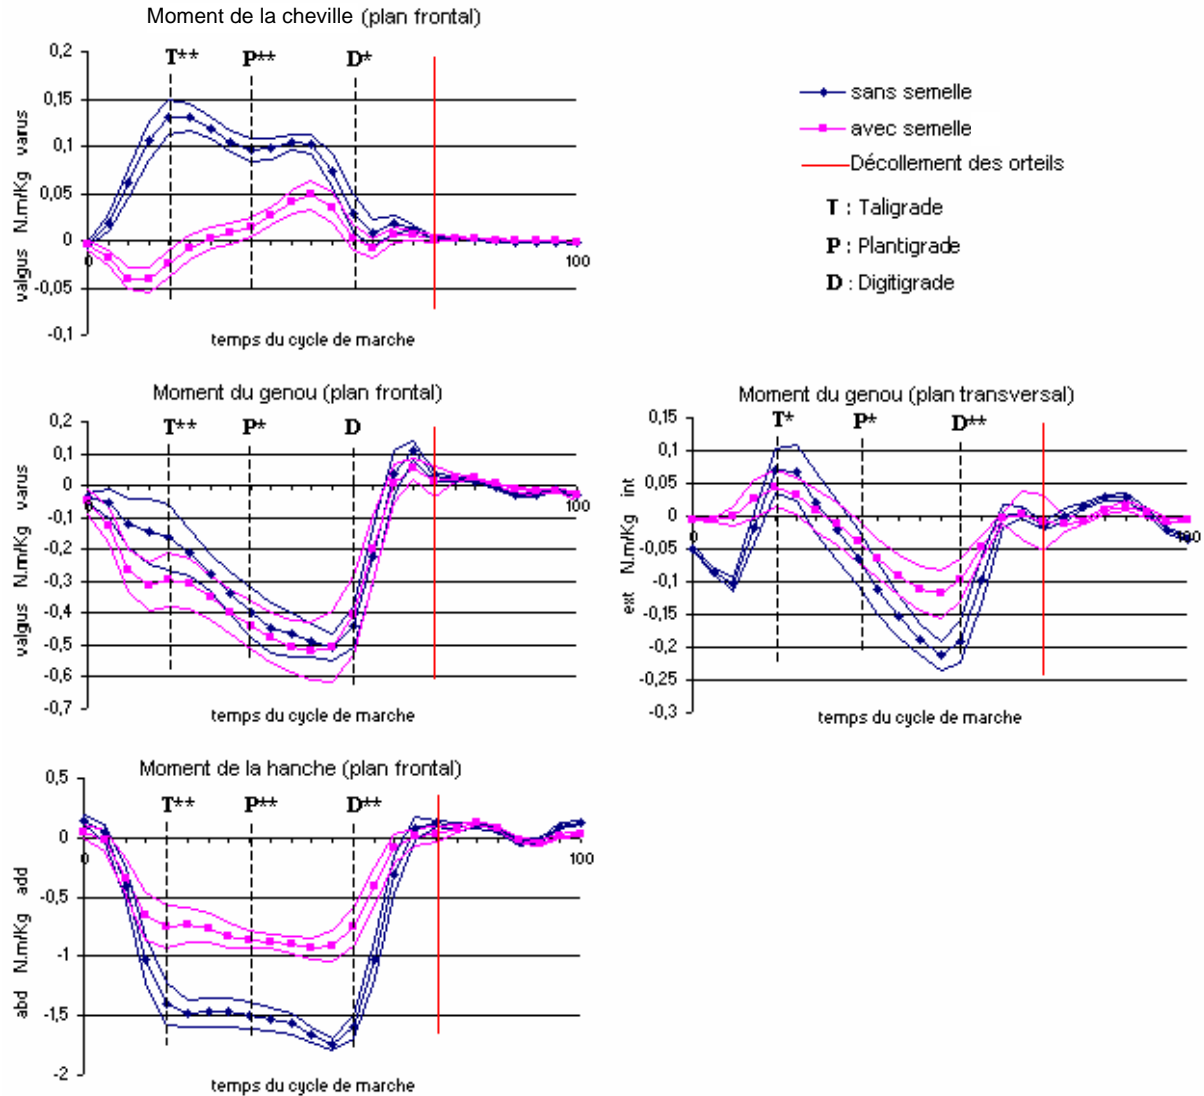 Moment de la cheville (plan frontal)
0,2
0,15
0,1
0,05
0
-0,05
-0,1
valgus N.m/Kg varus
T** P** D*
0 100
temps du cycle de marche
sans semelle
avec semelle
Décollement des orteils
T : Taligrade
P : Plantigrade
D : Digitigrade
Moment du genou (plan frontal)
0,2
0,1
0
-0,1
-0,2
-0,3
-0,4
-0,5
-0,6
-0,7
valgus N.m/Kg varus
T** P* D
0 100
temps du cycle de marche
Moment du genou (plan transversal)
0,15
0,1
0,05
0
-0,05
-0,1
-0,15
-0,2
-0,25
-0,3
ext N.m/Kg int
T* P* D**
0 100
temps du cycle de marche
Moment de la hanche (plan frontal)
0,5
0
-0,5
-1
-1,5
-2
abd N.m/Kg add
T** P** D**
0 100
temps du cycle de marche